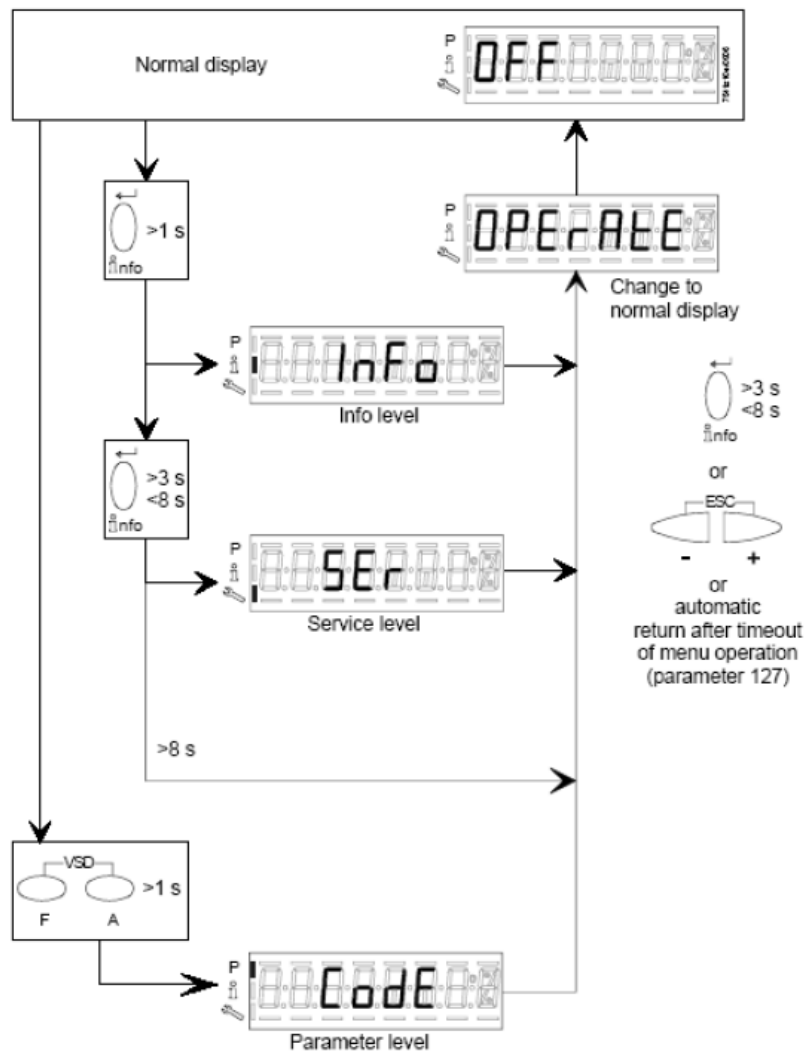 Normal display
P
OFF
i
P
>1 s
info
OPErAtE
i
Change to
normal display
P
InFo
i
Info level
>3 s
<8 s
info
>3 s
<8 s
info
or
ESC
- +
or
automatic
return after timeout
of menu operation
(parameter 127)
P
SEr
i
Service level
>8 s
VSD
>1 s
F A
P
CodE
i
Parameter level